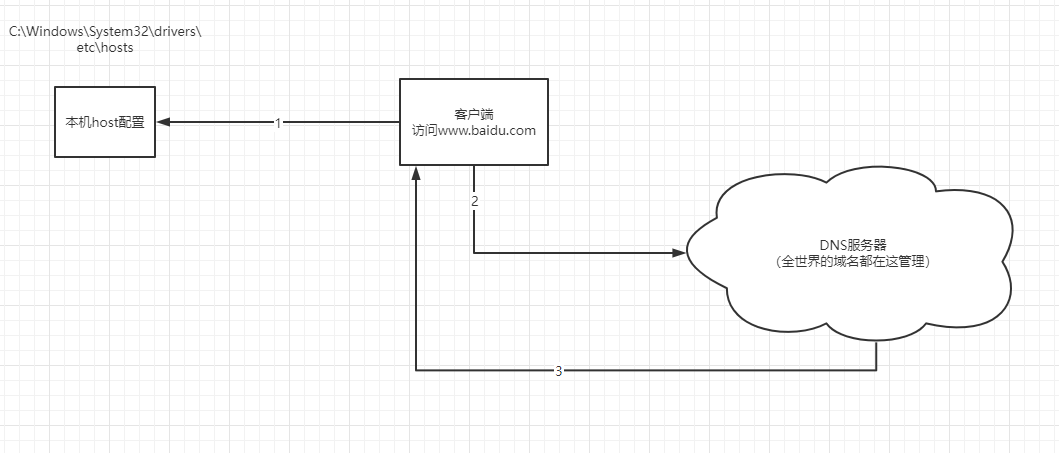 C:\Windows\System32\drivers\
etc\hosts
本机host配置
1
客户端
访问www.baidu.com
2
DNS服务器
（全世界的域名都在这管理）
3